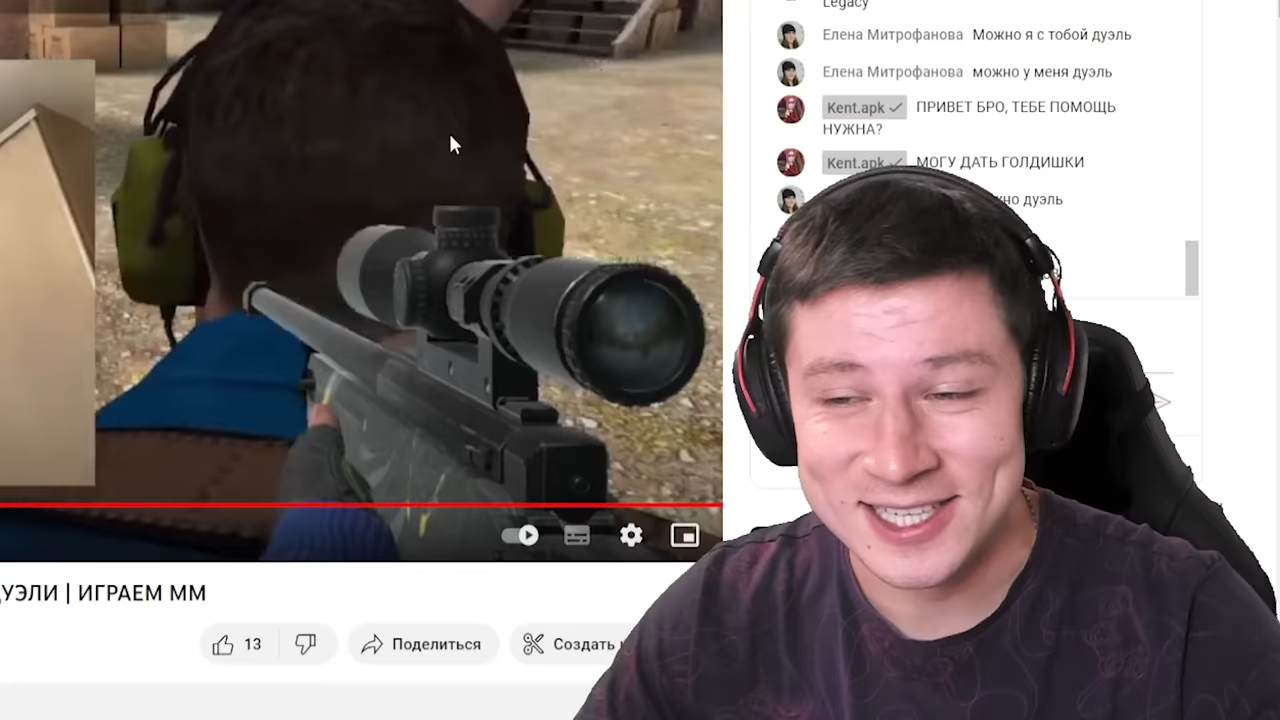 Legacy
Елена Митрофанова Можно я с тобой дуэль
Елена Митрофанова можно у меня дуэль
Kent.apk ПРИВЕТ БРО, ТЕБЕ ПОМОЩЬ
НУЖНА?
Kent.apk МОГУ ДАТЬ ГОЛДИШКИ
дуэль
УЭЛИ | ИГРАЕМ ММ
13 Поделиться Создать